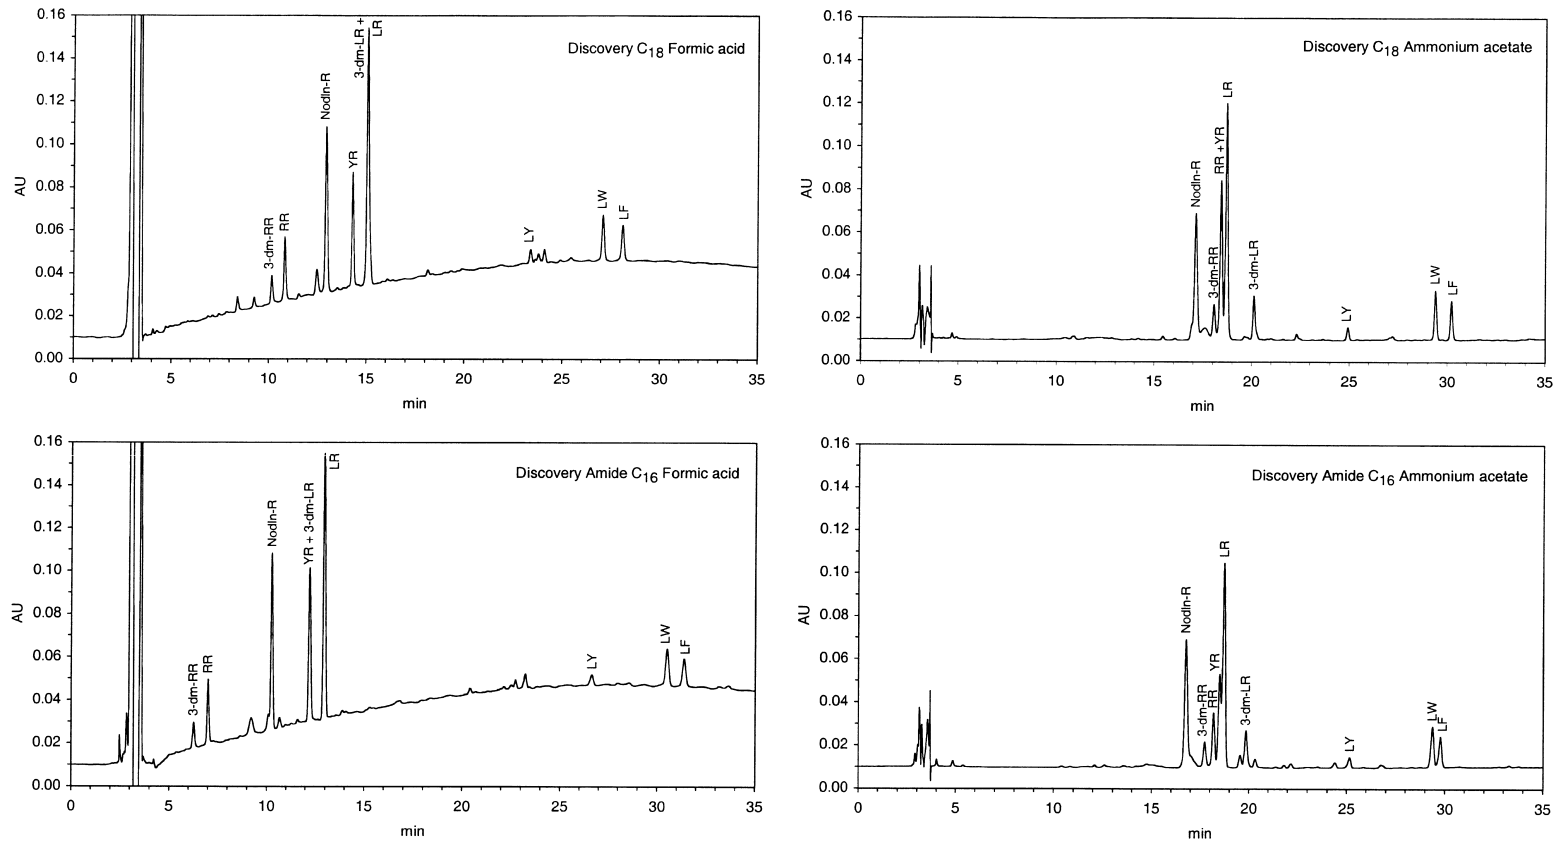 Discovery C18 Formic acid
AU
0.16
0.14
0.12
0.10
0.08
0.06
0.04
0.02
0.00
3-dm-RR
RR
Nodln-R
YR
3-dm-LR +
LR
LY
LW
LF
0 5 10 15 20 25 30 35
min
Discovery C18 Ammonium acetate
AU
0.16
0.14
0.12
0.10
0.08
0.06
0.04
0.02
0.00
Nodln-R
3-dm-RR
RR +YR
LR
3-dm-LR
LY
LW
LF
0 5 10 15 20 25 30 35
min
Discovery Amide C16 Formic acid
AU
0.16
0.14
0.12
0.10
0.08
0.06
0.04
0.02
0.00
3-dm-RR
RR
Nodln-R
YR + 3-dm-LR
LR
LY
LW
LF
0 5 10 15 20 25 30 35
min
Discovery Amide C16 Ammonium acetate
AU
0.16
0.14
0.12
0.10
0.08
0.06
0.04
0.02
0.00
Nodln-R
3-dm-RR
RR
YR
LR
3-dm-LR
LY
LW
LF
0 5 10 15 20 25 30 35
min